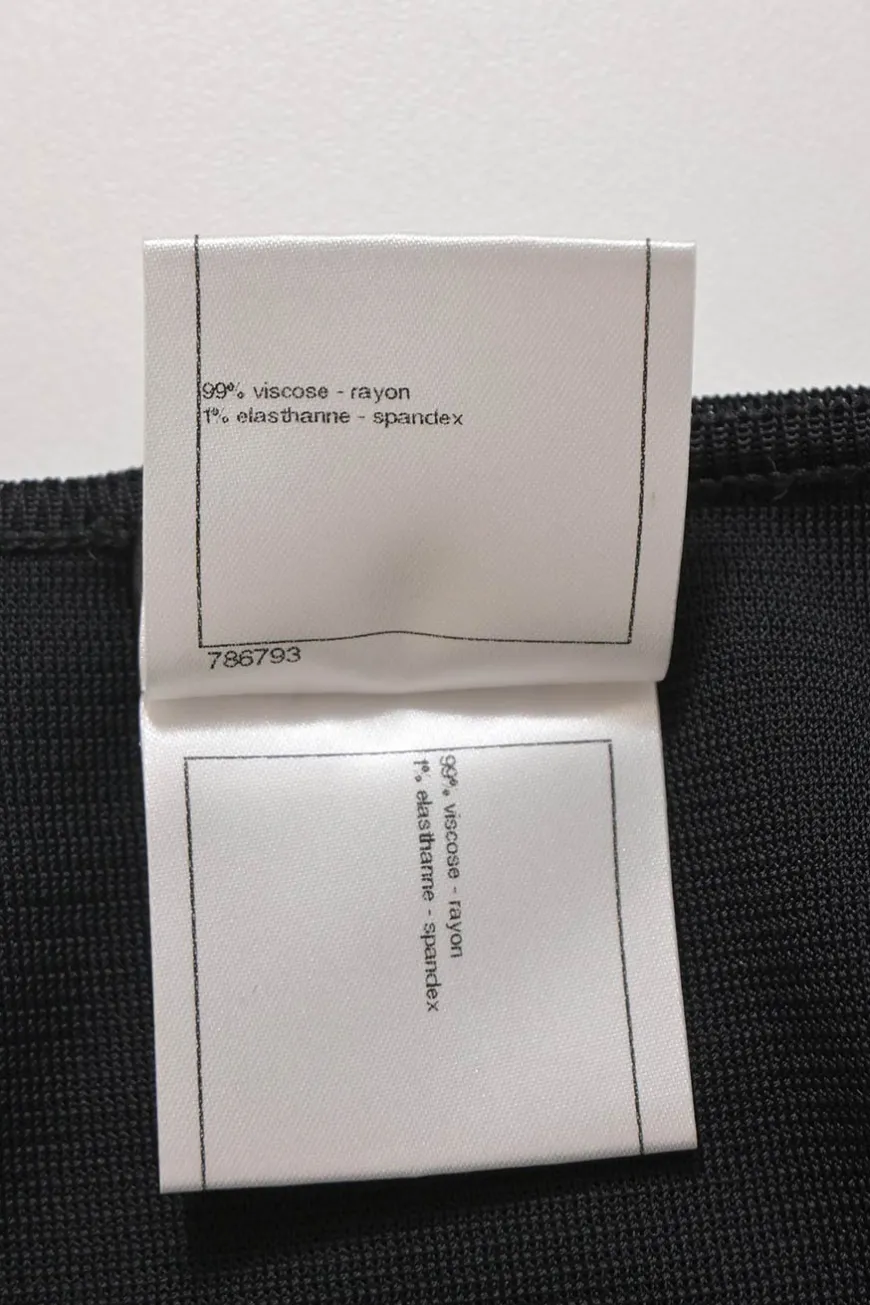 99% viscose - rayon
1% elasthanne - spandex
786793
99% viscose - rayon
1% elasthanne - spandex